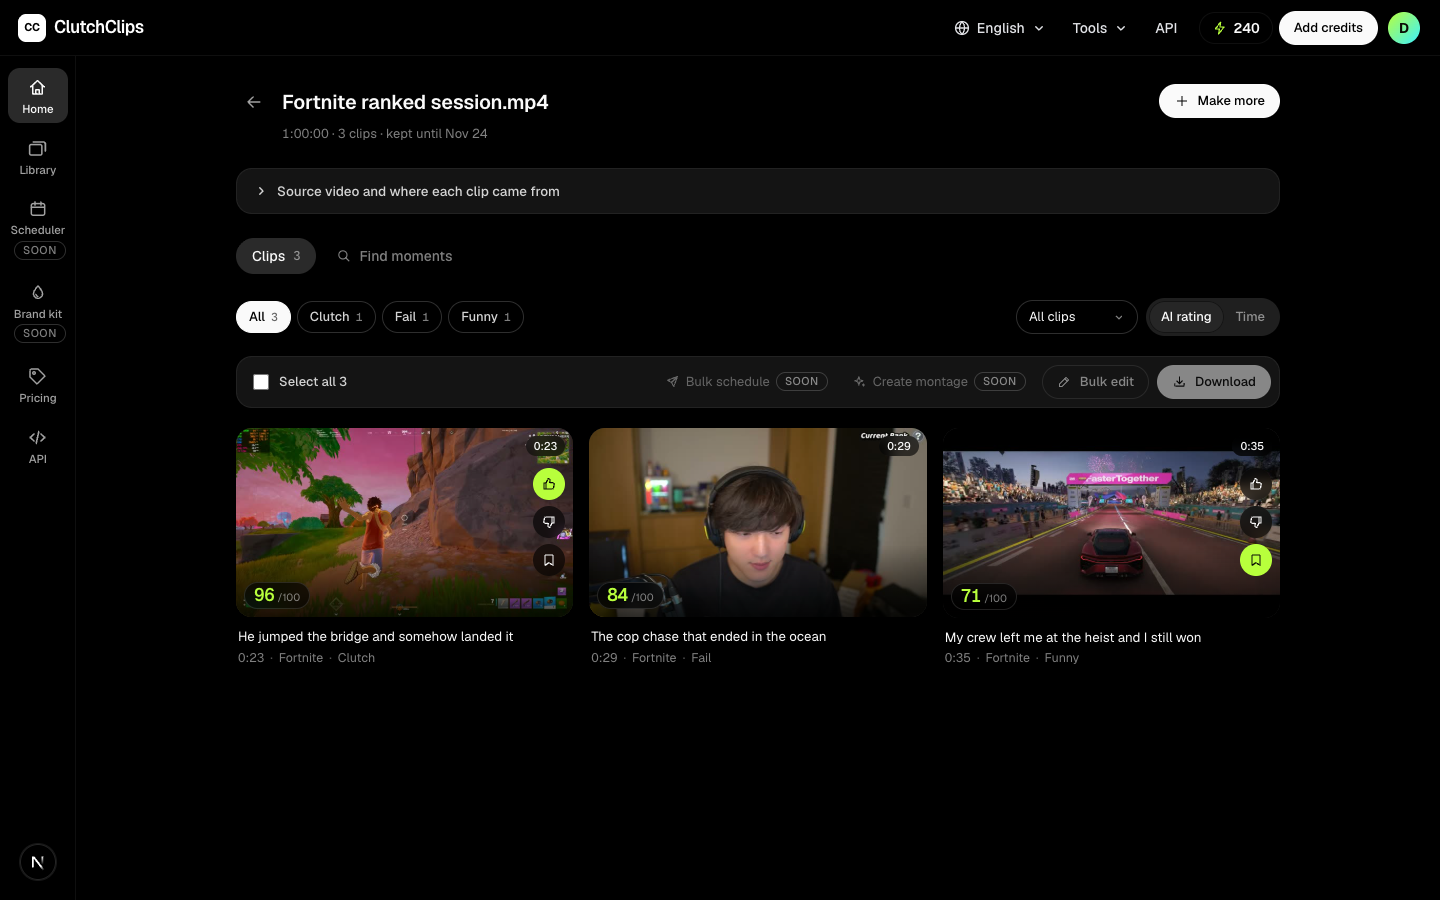 CC ClutchClips
English
Tools
API
240
Add credits
D
Home
Library
Scheduler
SOON
Brand kit
SOON
Pricing
API
N
Fortnite ranked session.mp4
1:00:00 · 3 clips · kept until Nov 24
Make more
Source video and where each clip came from
Clips 3
Find moments
All 3
Clutch 1
Fail 1
Funny 1
All clips
AI rating
Time
Select all 3
Bulk schedule SOON
Create montage SOON
Bulk edit
Download
0:23
96 /100
He jumped the bridge and somehow landed it
0:23 · Fortnite · Clutch
Current Rank
0:29
84 /100
The cop chase that ended in the ocean
0:29 · Fortnite · Fail
0:35
asterTogether
71 /100
My crew left me at the heist and I still won
0:35 · Fortnite · Funny